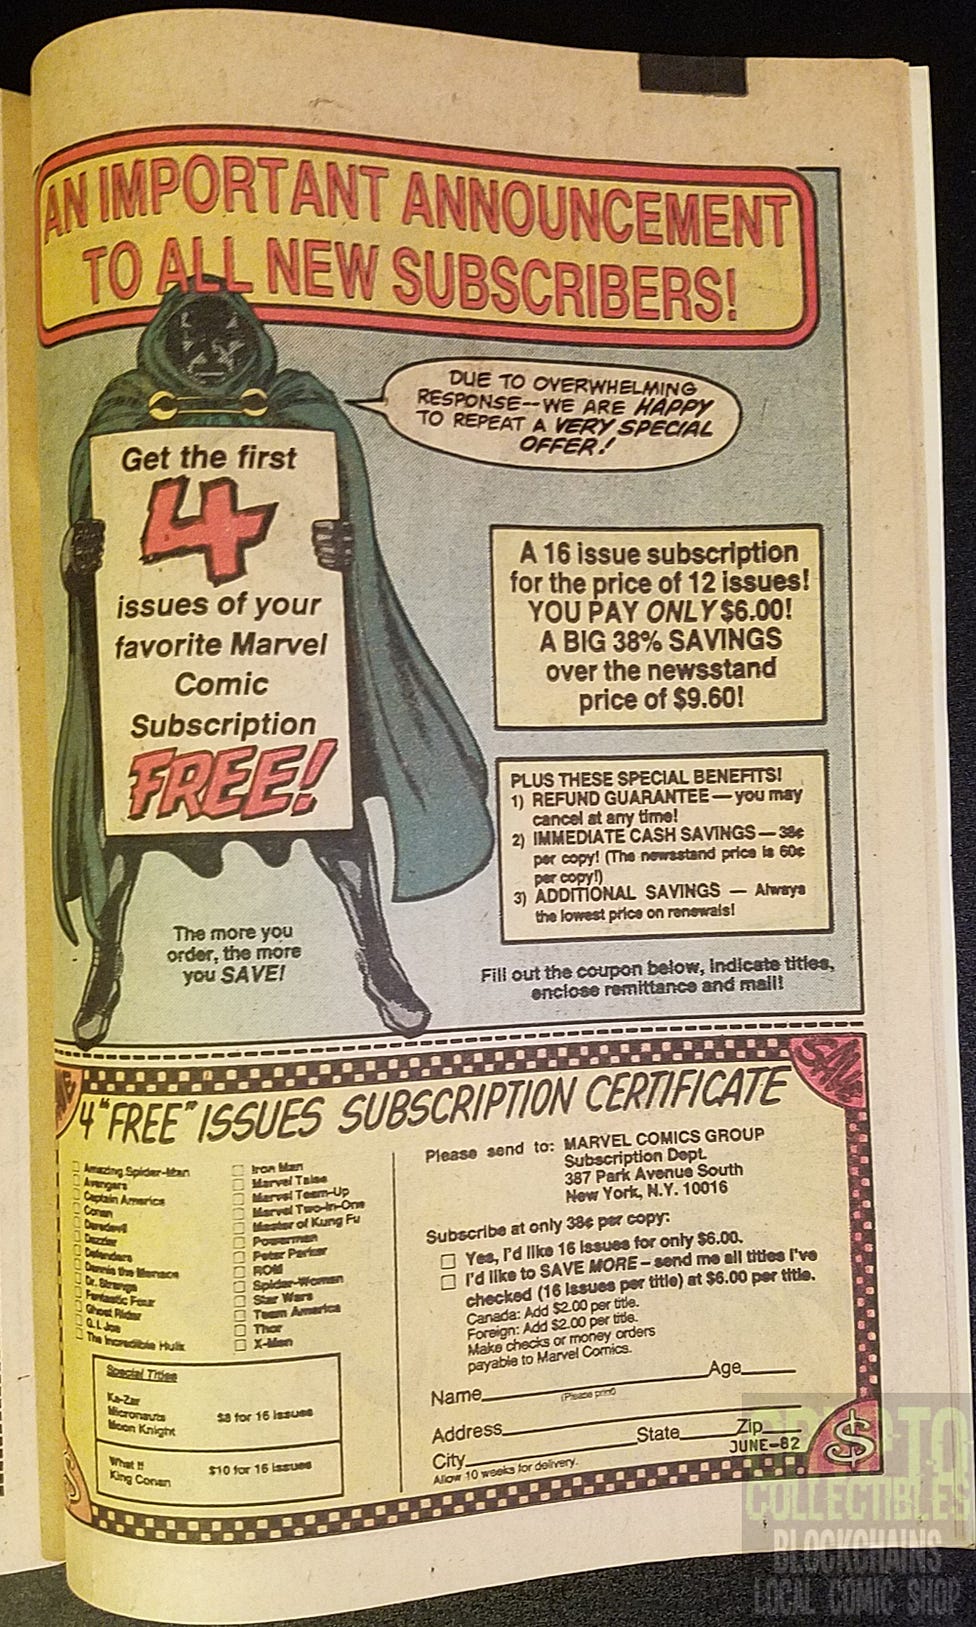 AN IMPORTANT ANNOUNCEMENT
TO ALL NEW SUBSCRIBERS!
DUE TO OVERWHELMING
RESPONSE--WE ARE HAPPY
TO REPEAT A VERY SPECIAL
OFFER!
Get the first
4
issues of your
favorite Marvel
Comic
Subscription
FREE!
A 16 issue subscription
for the price of 12 issues!
YOU PAY ONLY $6.00!
A BIG 38% SAVINGS
over the newsstand
price of $9.60!
PLUS THESE SPECIAL BENEFITS!
1) REFUND GUARANTEE — you may
cancel at any time!
2) IMMEDIATE CASH SAVINGS — 38¢
per copy! (The newsstand price is 60¢
per copy!)
3) ADDITIONAL SAVINGS — Always
the lowest price on renewals!
The more you
order, the more
you SAVE!
Fill out the coupon below, indicate titles,
enclose remittance and mail!
SAVE
4 "FREE" ISSUES SUBSCRIPTION CERTIFICATE
Amazing Spider-Man
Avengers
Captain America
Conan
Daredevil
Dazzler
Defenders
Dennis the Menace
Dr. Strange
Fantastic Four
Ghost Rider
G. I. Joe
The Incredible Hulk
Iron Man
Marvel Tales
Marvel Team-Up
Marvel Two-In-One
Master of Kung Fu
Powerman
Peter Parker
ROM
Spider-Woman
Star Wars
Team America
Thor
X-Men
Special Titles
Ka-Zar
Micronauts
Moon Knight
$8 for 16 issues
What If
King Conan
$10 for 16 issues
Please send to: MARVEL COMICS GROUP
Subscription Dept.
387 Park Avenue South
New York, N.Y. 10016
Subscribe at only 38¢ per copy:
Yes, I'd like 16 issues for only $6.00.
I'd like to SAVE MORE – send me all titles I've
checked (16 issues per title) at $6.00 per title.
Canada: Add $2.00 per title.
Foreign: Add $2.00 per title.
Make checks or money orders
payable to Marvel Comics.
Name Age
(Please print)
Address
City State Zip
JUNE-82
Allow 10 weeks for delivery.
$
CRYPTO
COLLECTIBLES
BLOCKCHAINS
LOCAL COMIC SHOP